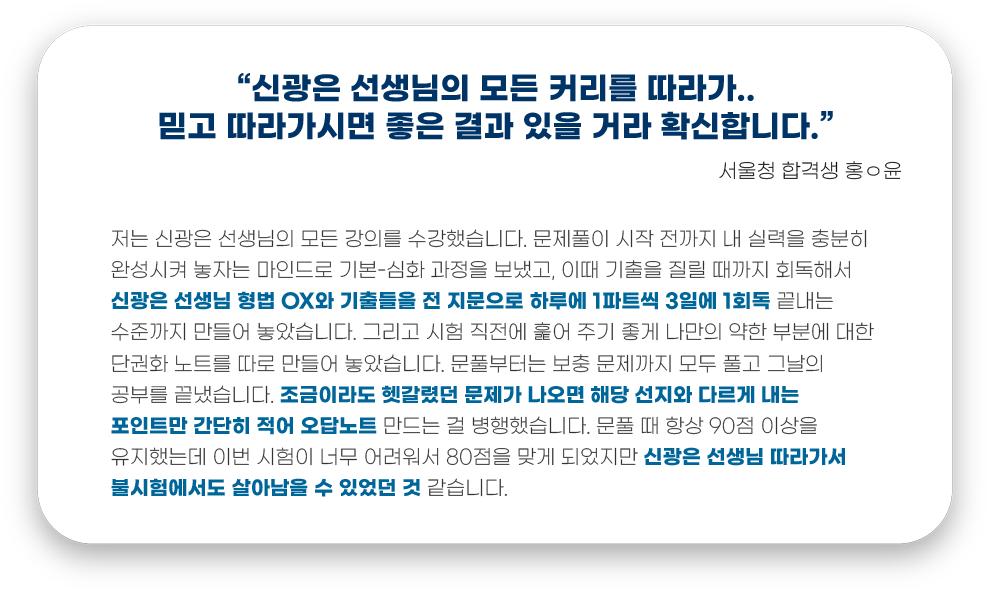 “신광은 선생님의 모든 커리를 따라가..
믿고 따라가시면 좋은 결과 있을 거라 확신합니다.”
서울청 합격생 홍ㅇ윤
저는 신광은 선생님의 모든 강의를 수강했습니다. 문제풀이 시작 전까지 내 실력을 충분히
완성시켜 놓자는 마인드로 기본-심화 과정을 보냈고, 이때 기출을 질릴 때까지 회독해서
신광은 선생님 형법 OX와 기출들을 전 지문으로 하루에 1파트씩 3일에 1회독 끝내는
수준까지 만들어 놓았습니다. 그리고 시험 직전에 훑어 주기 좋게 나만의 약한 부분에 대한
단권화 노트를 따로 만들어 놓았습니다. 문풀부터는 보충 문제까지 모두 풀고 그날의
공부를 끝냈습니다. 조금이라도 헷갈렸던 문제가 나오면 해당 선지와 다르게 내는
포인트만 간단히 적어 오답노트 만드는 걸 병행했습니다. 문풀 때 항상 90점 이상을
유지했는데 이번 시험이 너무 어려워서 80점을 맞게 되었지만 신광은 선생님 따라가서
불시험에서도 살아남을 수 있었던 것 같습니다.